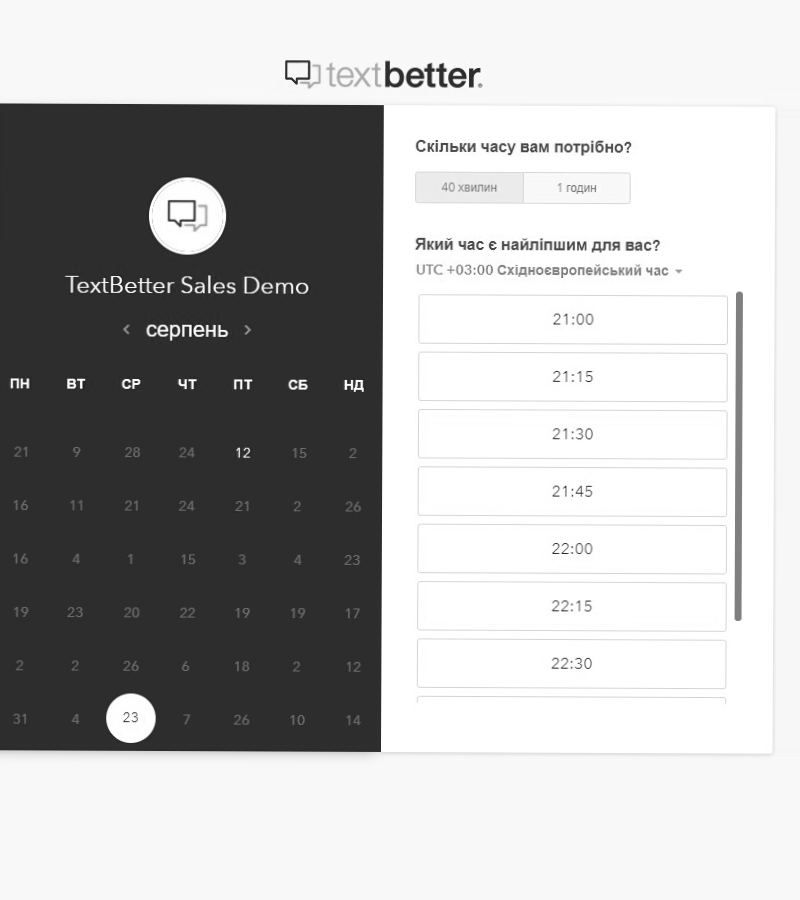 textbetter.
TextBetter Sales Demo
серпень
ПН ВТ СР ЧТ ПТ СБ НД
21 9 28 24 12 15 2
16 11 21 24 21 2 26
16 4 1 15 3 4 23
19 23 20 22 19 19 17
2 2 26 6 18 2 12
31 4 23 7 26 10 14
Скільки часу вам потрібно?
40 хвилин 1 годин
Який час є найліпшим для вас?
UTC +03:00 Східноєвропейський час
21:00
21:15
21:30
21:45
22:00
22:15
22:30